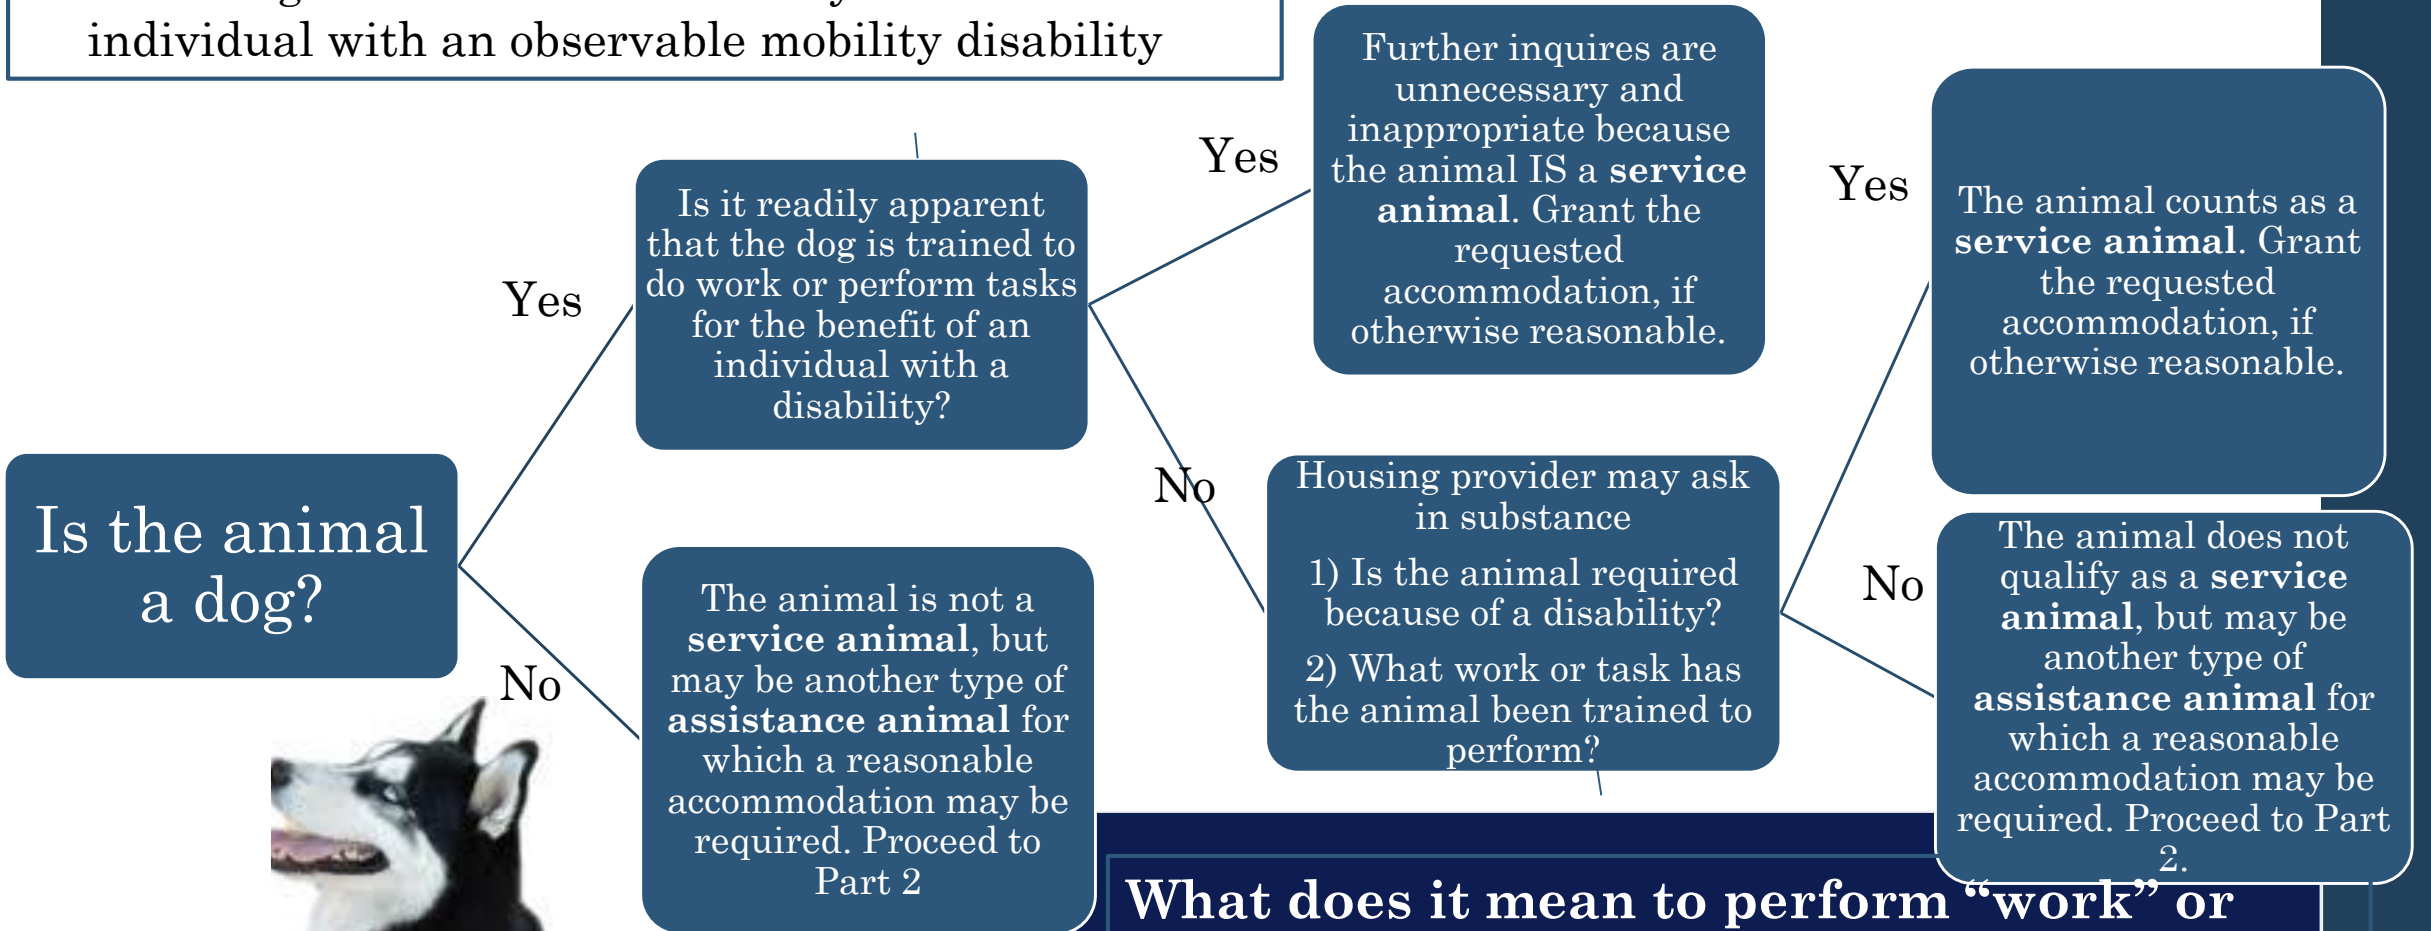 individual with an observable mobility disability
Is the animal
a dog?
Yes
No
Is it readily apparent
that the dog is trained to
do work or perform tasks
for the benefit of an
individual with a
disability?
The animal is not a
service animal, but
may be another type of
assistance animal for
which a reasonable
accommodation may be
required. Proceed to
Part 2
Yes
No
Further inquires are
unnecessary and
inappropriate because
the animal IS a service
animal. Grant the
requested
accommodation, if
otherwise reasonable.
Housing provider may ask
in substance
1) Is the animal required
because of a disability?
2) What work or task has
the animal been trained to
perform?
Yes
No
The animal counts as a
service animal. Grant
the requested
accommodation, if
otherwise reasonable.
The animal does not
qualify as a service
animal, but may be
another type of
assistance animal for
which a reasonable
accommodation may be
required. Proceed to Part
2.
What does it mean to perform “work” or